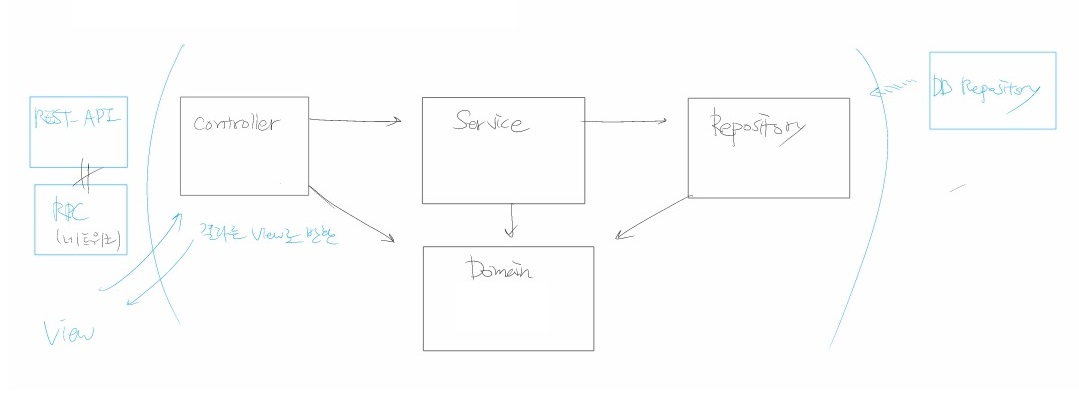 REST-API
RPC
(네트워크)
Controller
Service
Repository
DB Repository
결과를 View로 반환
Domain
View